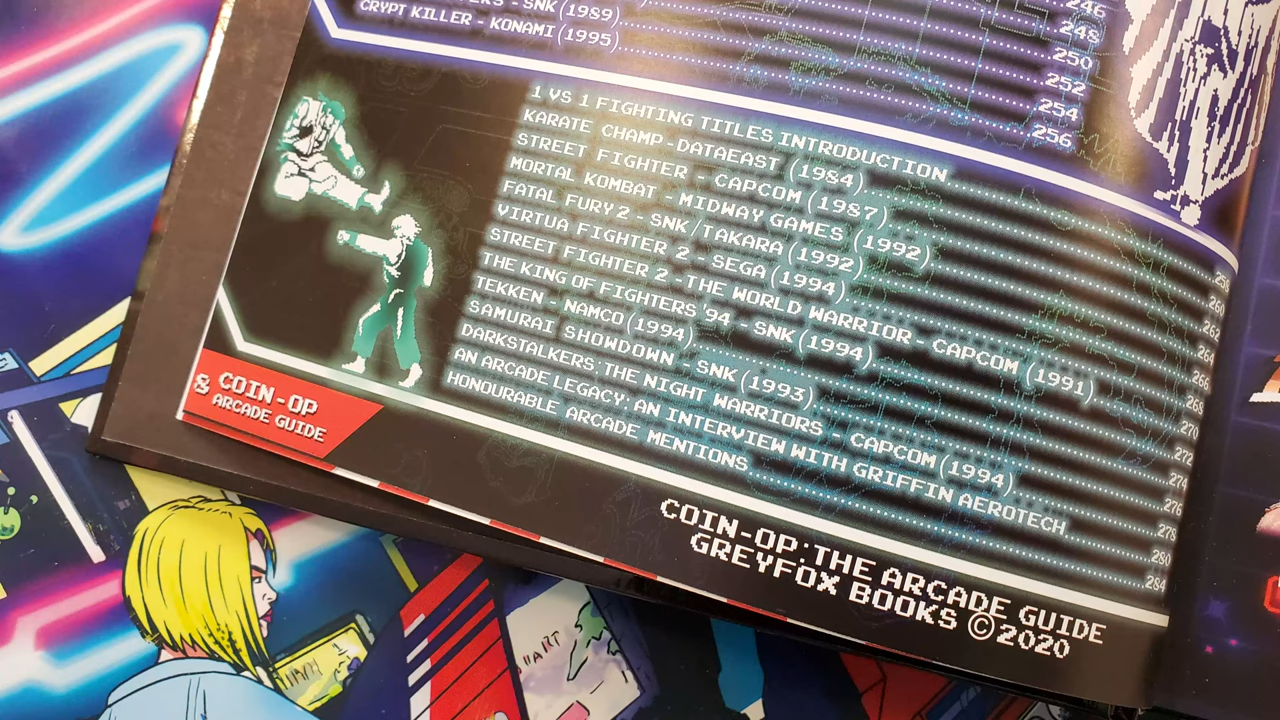 - SNK (1989)
CRYPT KILLER - KONAMI (1995)
246
248
250
252
254
256
1 VS 1 FIGHTING TITLES INTRODUCTION
KARATE CHAMP - DATAEAST (1984)
STREET FIGHTER - CAPCOM (1987)
MORTAL KOMBAT - MIDWAY GAMES (1992)
FATAL FURY 2 - SNK/TAKARA (1992)
VIRTUA FIGHTER 2 - SEGA (1994)
STREET FIGHTER 2 - THE WORLD WARRIOR - CAPCOM (1991)
THE KING OF FIGHTERS '94 - SNK (1994)
TEKKEN - NAMCO (1994)
SAMURAI SHOWDOWN - SNK (1993)
DARKSTALKERS: THE NIGHT WARRIORS - CAPCOM (1994)
AN ARCADE LEGACY: AN INTERVIEW WITH GRIFFIN AEROTECH
HONOURABLE ARCADE MENTIONS
260
262
264
266
268
270
272
274
276
278
280
284
& COIN-OP
ARCADE GUIDE
COIN-OP: THE ARCADE GUIDE
GREYFOX BOOKS ©2020